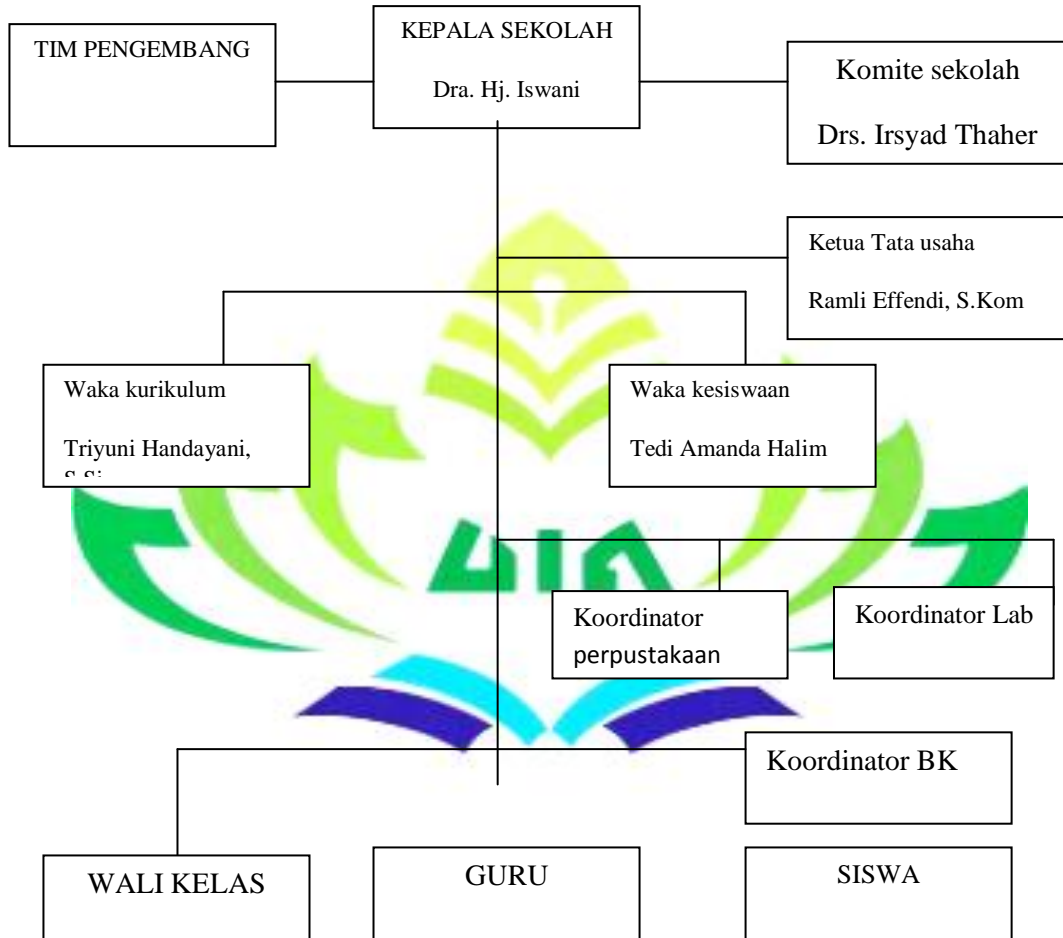 TIM PENGEMBANG
KEPALA SEKOLAH
Dra. Hj. Iswani
Komite sekolah
Drs. Irsyad Thaher
Ketua Tata usaha
Ramli Effendi, S.Kom
Waka kurikulum
Triyuni Handayani,
Waka kesiswaan
Tedi Amanda Halim
Koordinator
perpustakaan
Koordinator Lab
Koordinator BK
WALI KELAS
GURU
SISWA